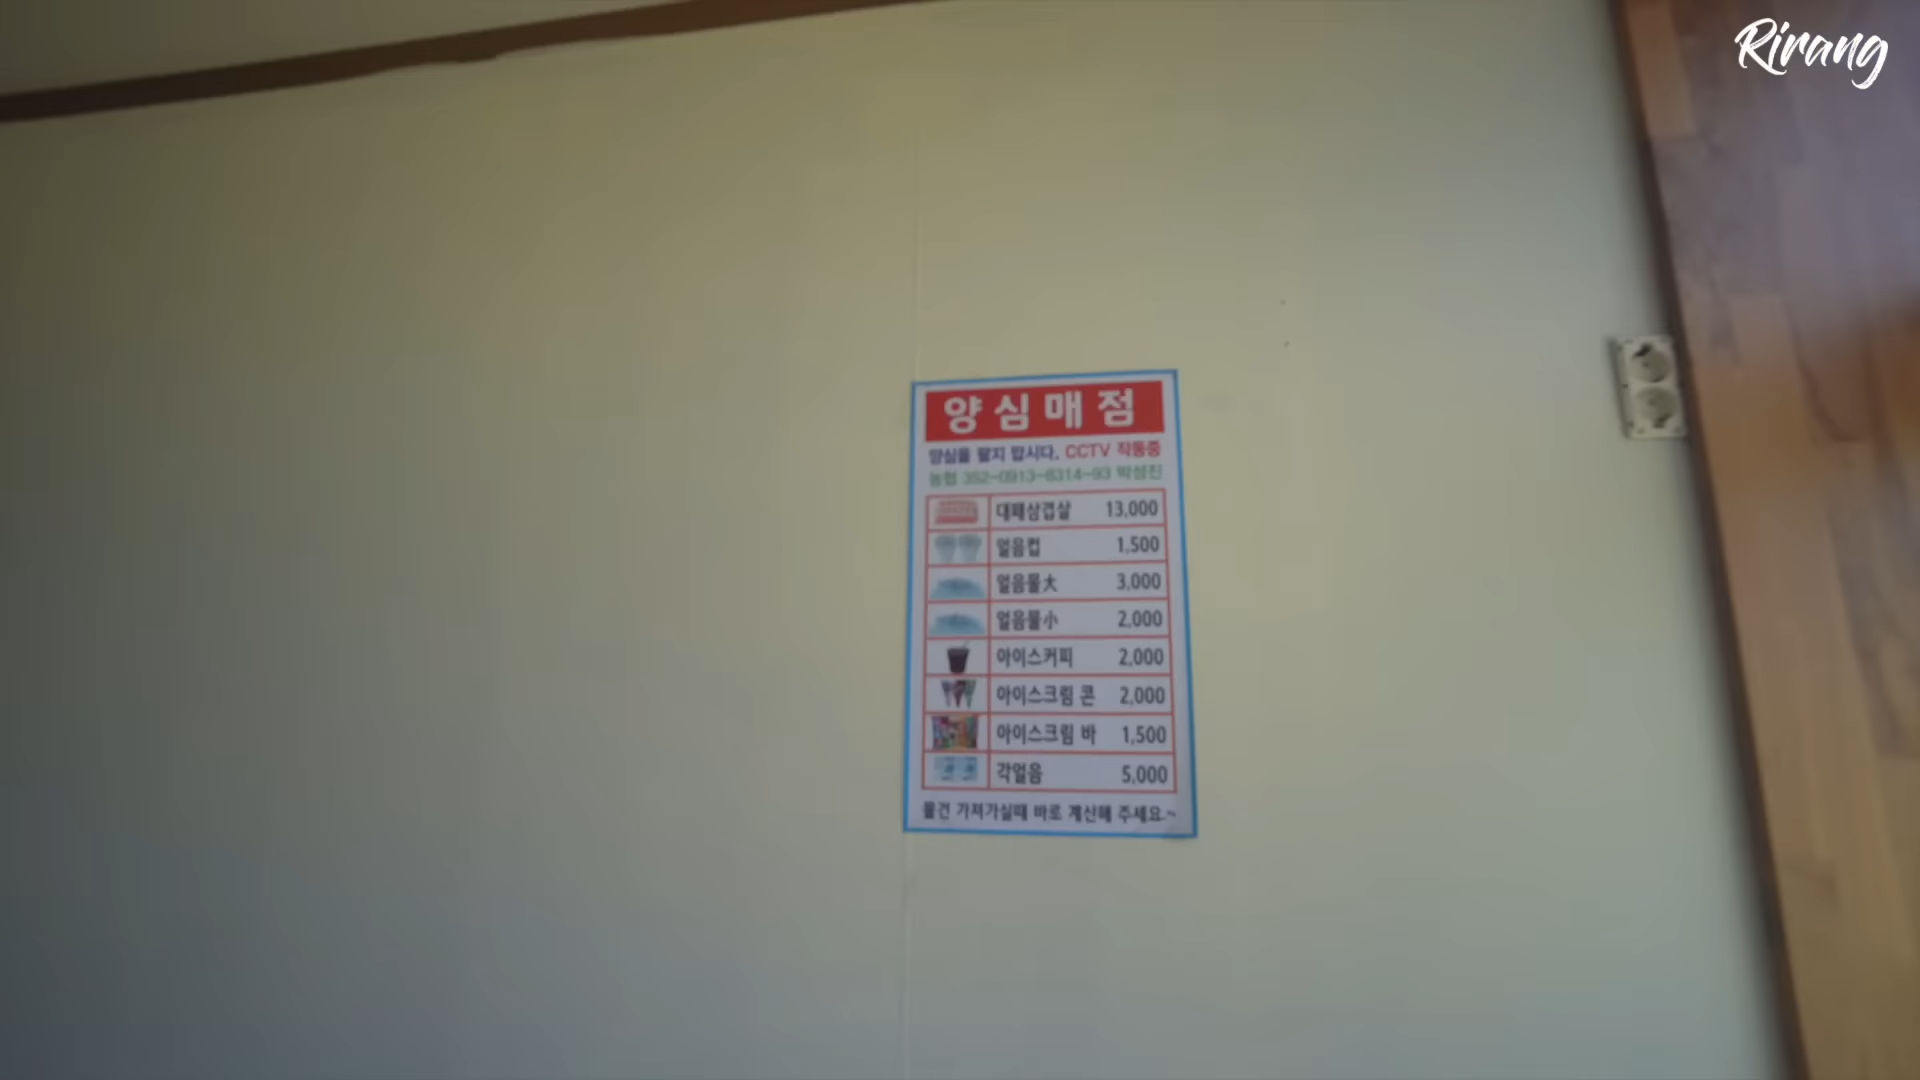 Rirang
양심매점
양심을 팔지 맙시다. CCTV 작동중
농협 352-0913-8314-93 박성진
대패삼겹살 13,000
얼음컵 1,500
얼음물大 3,000
얼음물小 2,000
아이스커피 2,000
아이스크림 콘 2,000
아이스크림 바 1,500
각얼음 5,000
물건 가져가실때 바로 계산해 주세요.~